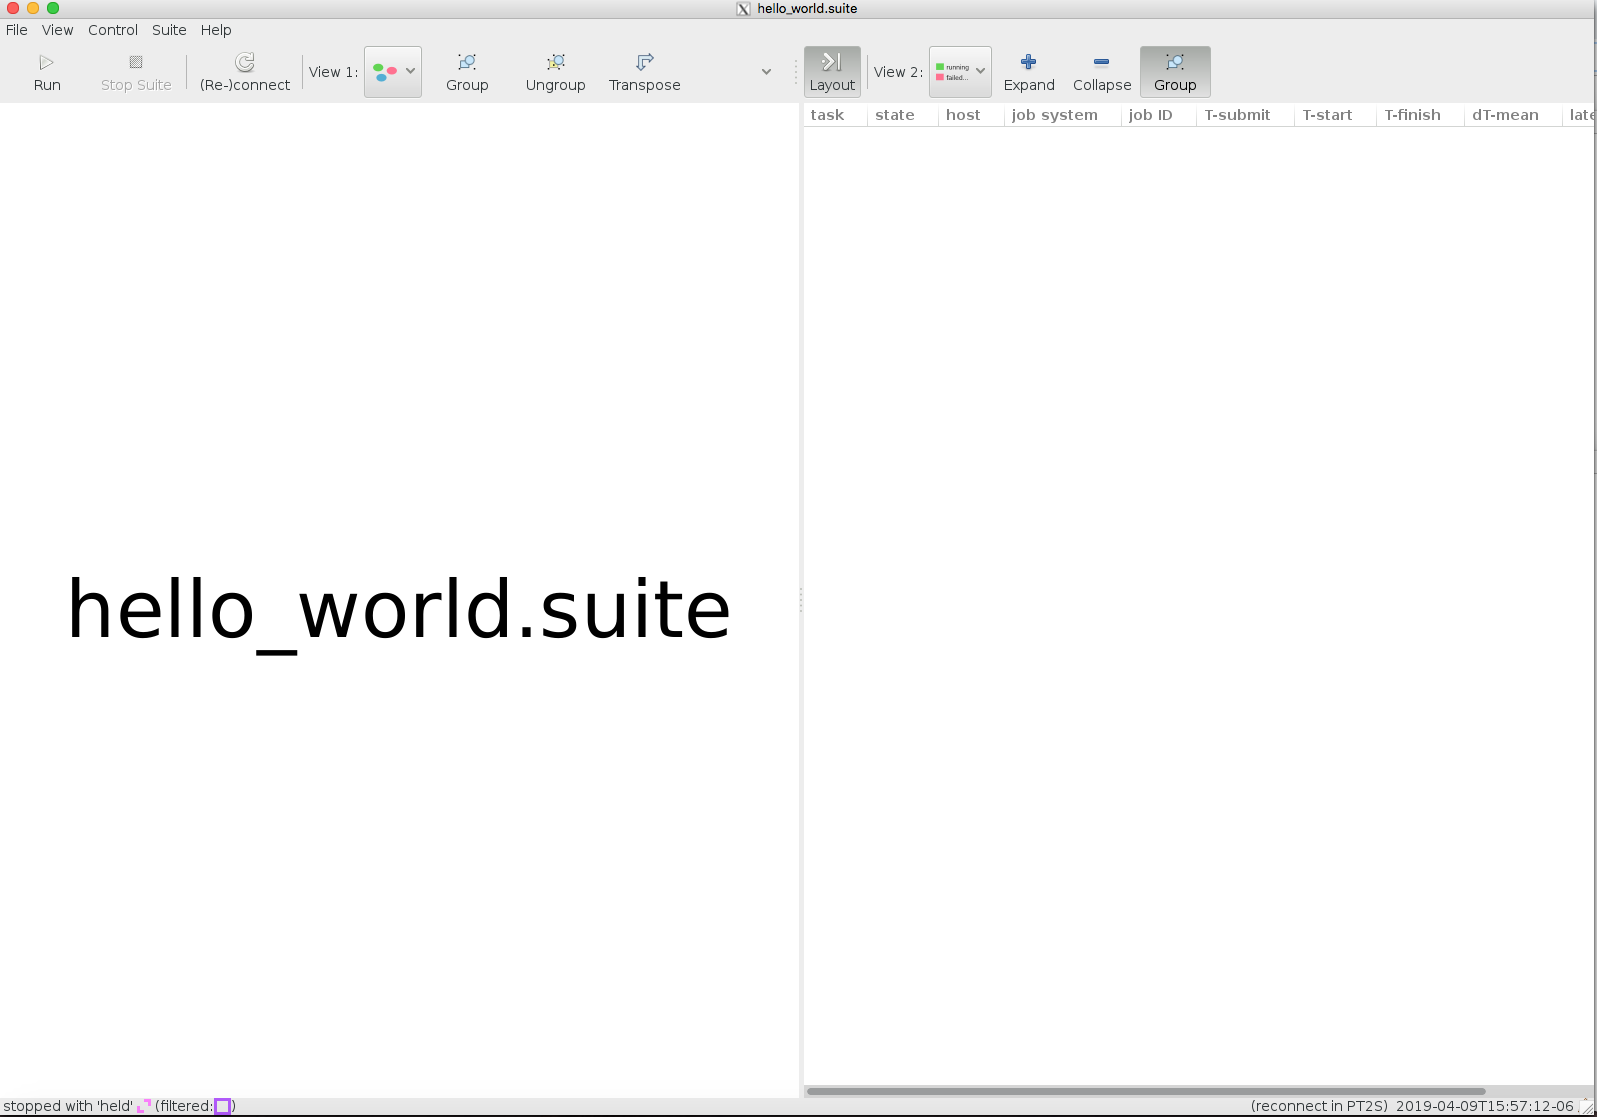 hello_world.suite
File View Control Suite Help
Run Stop Suite (Re-)connect View 1: Group Ungroup Transpose Layout View 2: running failed... Expand Collapse Group
task state host job system job ID T-submit T-start T-finish dT-mean late
hello_world.suite
stopped with 'held' (filtered: ) (reconnect in PT2S) 2019-04-09T15:57:12-06